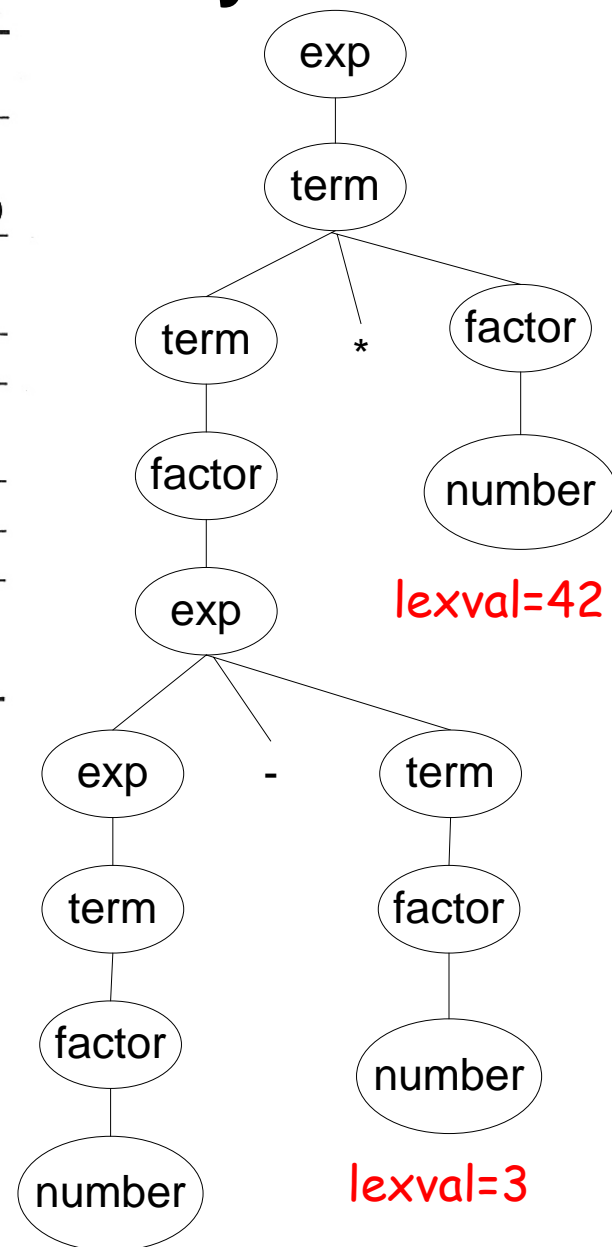 exp
term
term * factor
factor number
lexval=42
exp
exp - term
term factor
factor number
number lexval=3